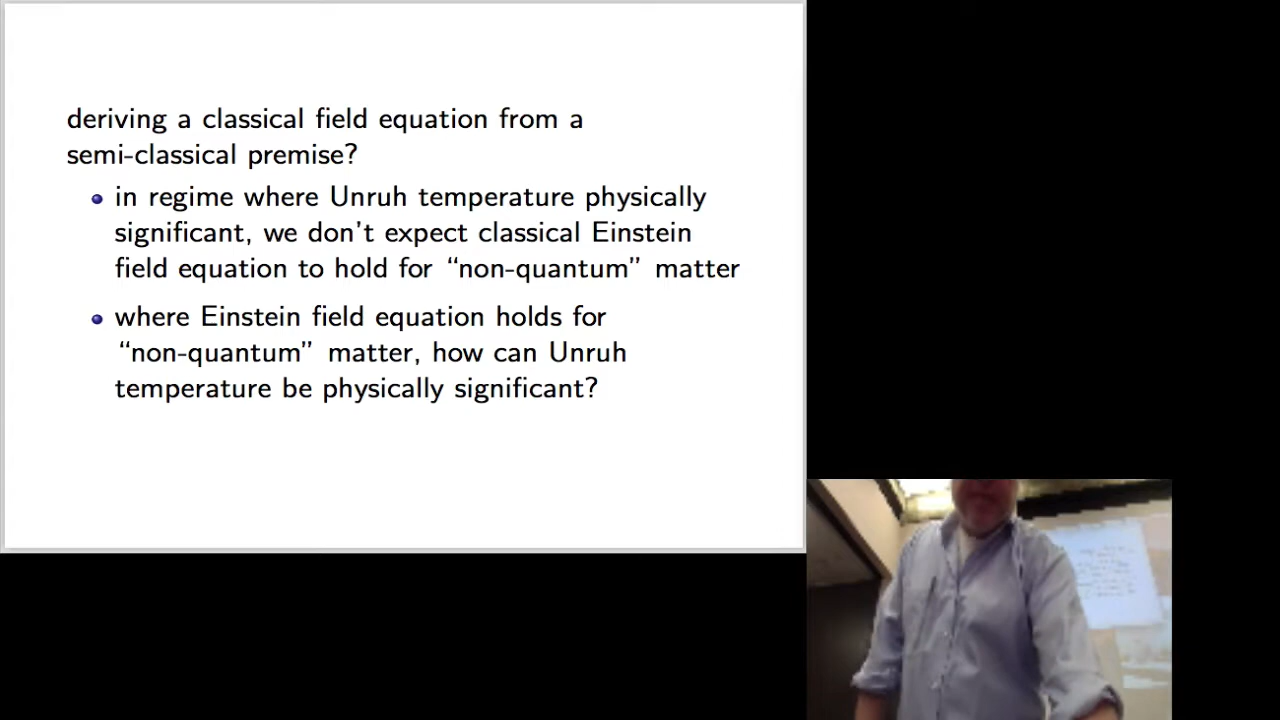 deriving a classical field equation from a
semi-classical premise?
in regime where Unruh temperature physically
significant, we don't expect classical Einstein
field equation to hold for “non-quantum” matter
where Einstein field equation holds for
“non-quantum” matter, how can Unruh
temperature be physically significant?